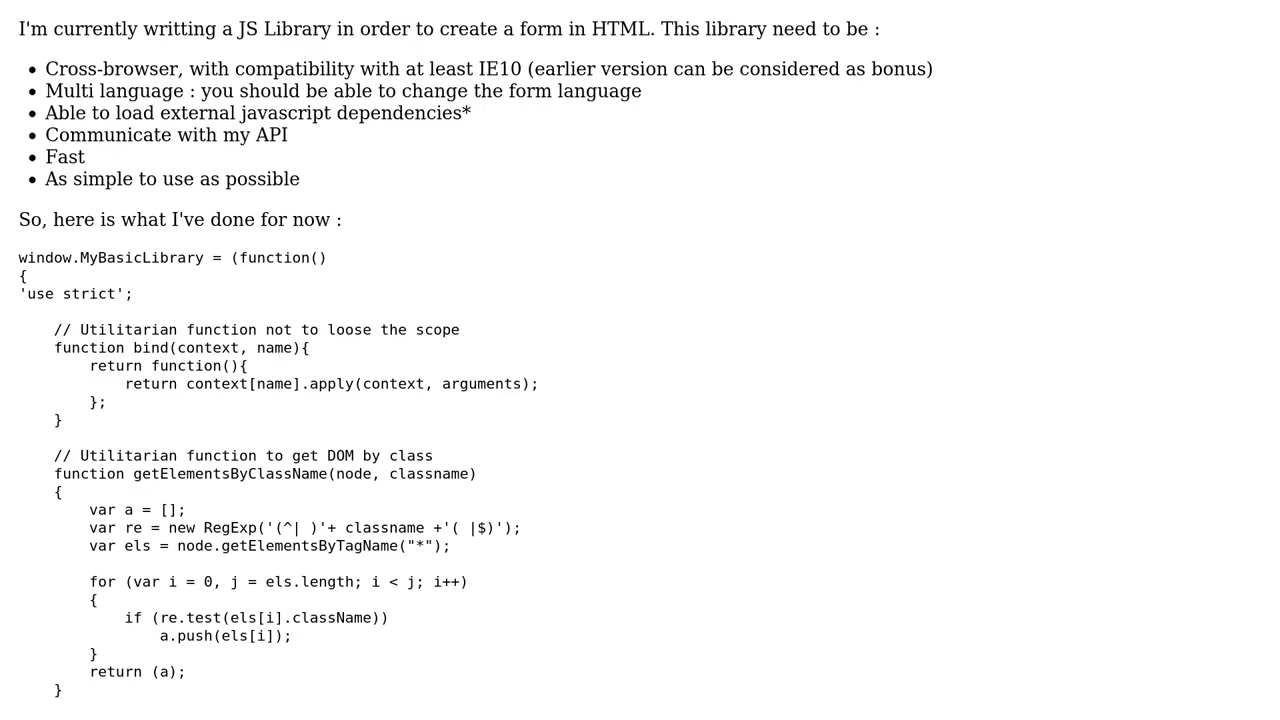 I'm currently writting a JS Library in order to create a form in HTML. This library need to be :
• Cross-browser, with compatibility with at least IE10 (earlier version can be considered as bonus)
• Multi language : you should be able to change the form language
• Able to load external javascript dependencies*
• Communicate with my API
• Fast
• As simple to use as possible
So, here is what I've done for now :
window.MyBasicLibrary = (function()
{
'use strict';
    // Utilitarian function not to loose the scope
    function bind(context, name){
        return function(){
            return context[name].apply(context, arguments);
        };
    }
    // Utilitarian function to get DOM by class
    function getElementsByClassName(node, classname)
    {
        var a = [];
        var re = new RegExp('(^| )'+ classname +'( |$)');
        var els = node.getElementsByTagName("*");
        for (var i = 0, j = els.length; i < j; i++)
        {
            if (re.test(els[i].className))
                a.push(els[i]);
        }
        return (a);
    }